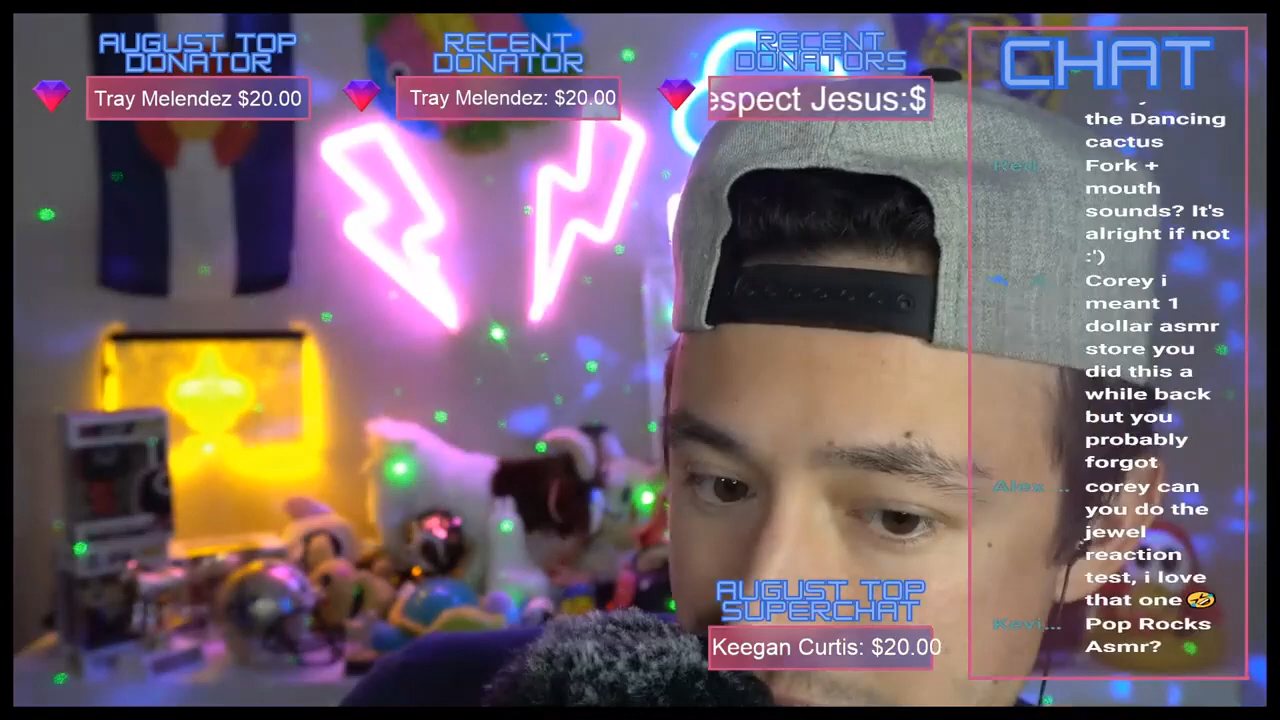 AUGUST TOP
DONATOR
Tray Melendez $20.00
RECENT
DONATOR
Tray Melendez: $20.00
RECENT
DONATORS
espect Jesus:$
CHAT
the Dancing
cactus
Red
Fork +
mouth
sounds? It's
alright if not
:')
Corey i
meant 1
dollar asmr
store you
did this a
while back
but you
probably
forgot
Alex ...
corey can
you do the
jewel
reaction
test, i love
that one 🤣
Kevi...
Pop Rocks
Asmr?
AUGUST TOP
SUPERCHAT
Keegan Curtis: $20.00